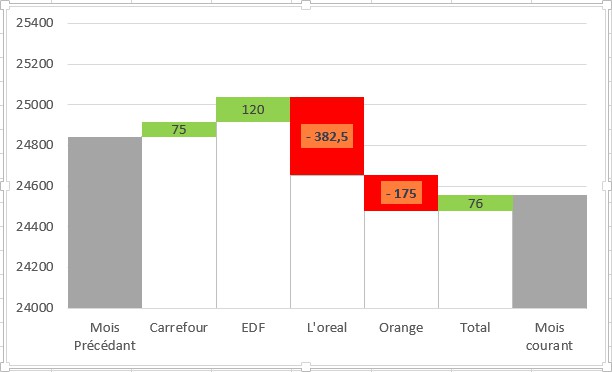 25400
25200
25000
24800
24600
24400
24200
24000
75
120
- 382,5
- 175
76
Mois
Précédant
Carrefour
EDF
L'oreal
Orange
Total
Mois
courant